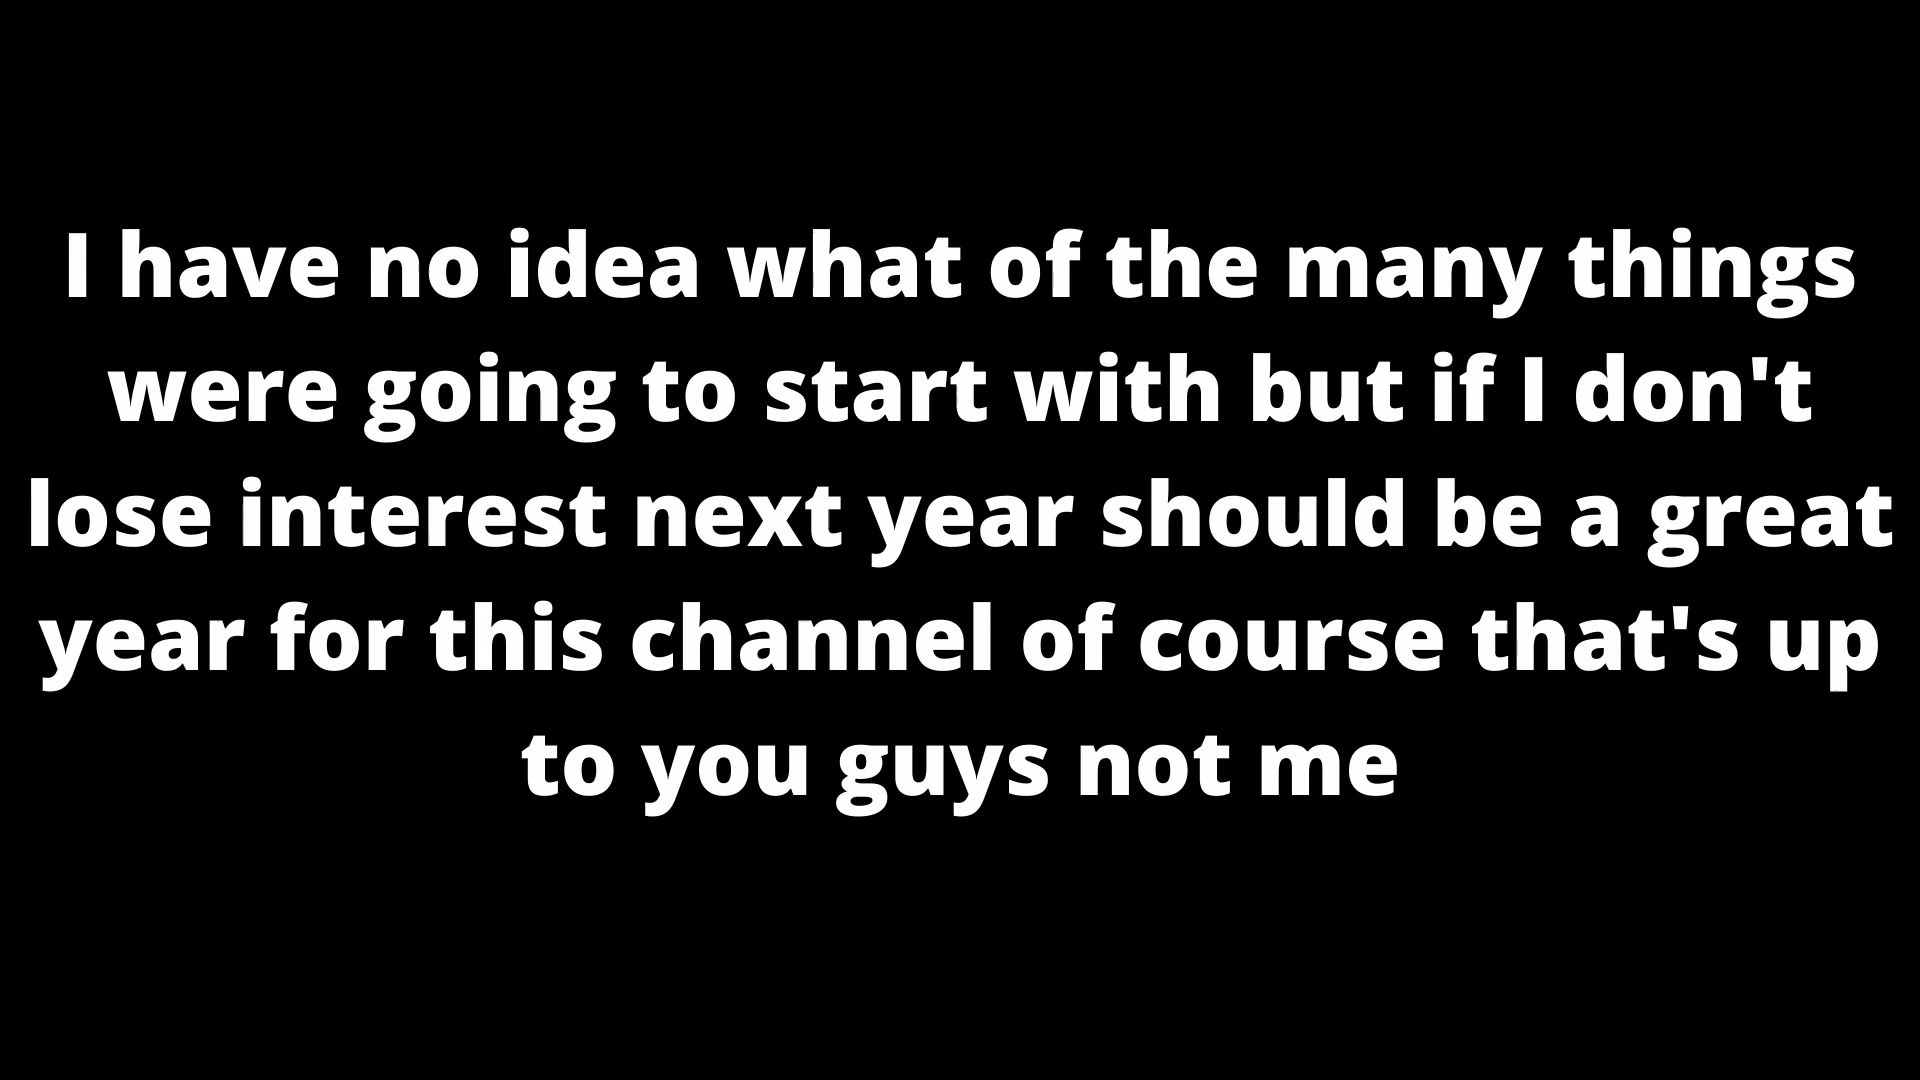 I have no idea what of the many things
were going to start with but if I don't
lose interest next year should be a great
year for this channel of course that's up
to you guys not me